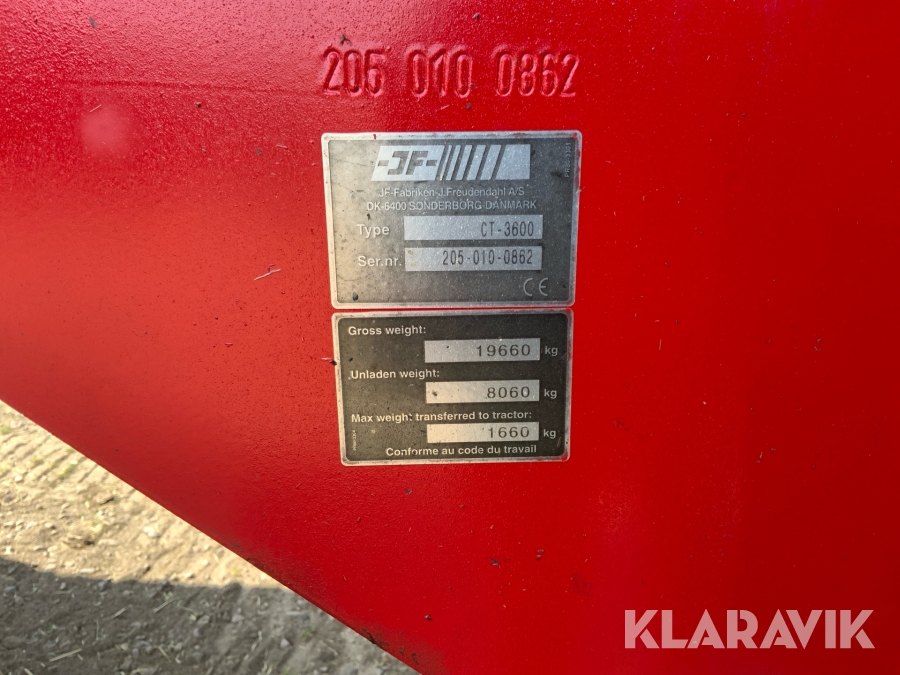 205 010 0862
JF
JF-Fabriken-J.Freudendahl A/S
DK-6400 SONDERBORG-DANMARK
Type CT-3600
Ser.nr. 205-010-0862
CE
Gross weight:
19660 kg
Unladen weight:
8060 kg
Max weight transferred to tractor:
1660 kg
Conforme au code du travail
KLARAVIK